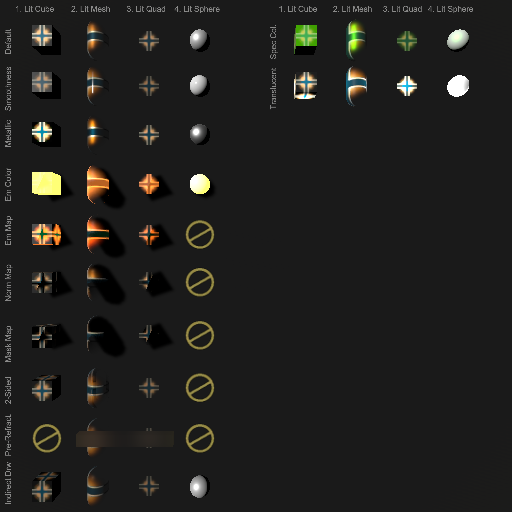 1. Lit Cube 2. Lit Mesh 3. Lit Quad 4. Lit Sphere
Default
Smoothness
Metallic
Em Color
Em Map
Norm Map
Mask Map
2-Sided
Pre-Refract.
Indirect Drw
1. Lit Cube 2. Lit Mesh 3. Lit Quad 4. Lit Sphere
Spec Col.
Translucent